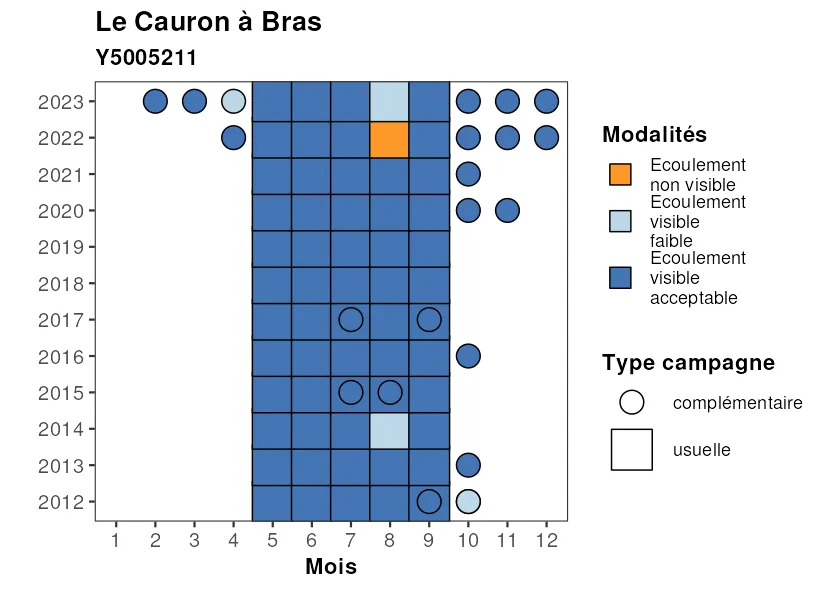 Le Cauron à Bras
Y5005211
2023
2022
2021
2020
2019
2018
2017
2016
2015
2014
2013
2012
1 2 3 4 5 6 7 8 9 10 11 12
Mois
Modalités
Ecoulement
non visible
Ecoulement
visible
faible
Ecoulement
visible
acceptable
Type campagne
complémentaire
usuelle